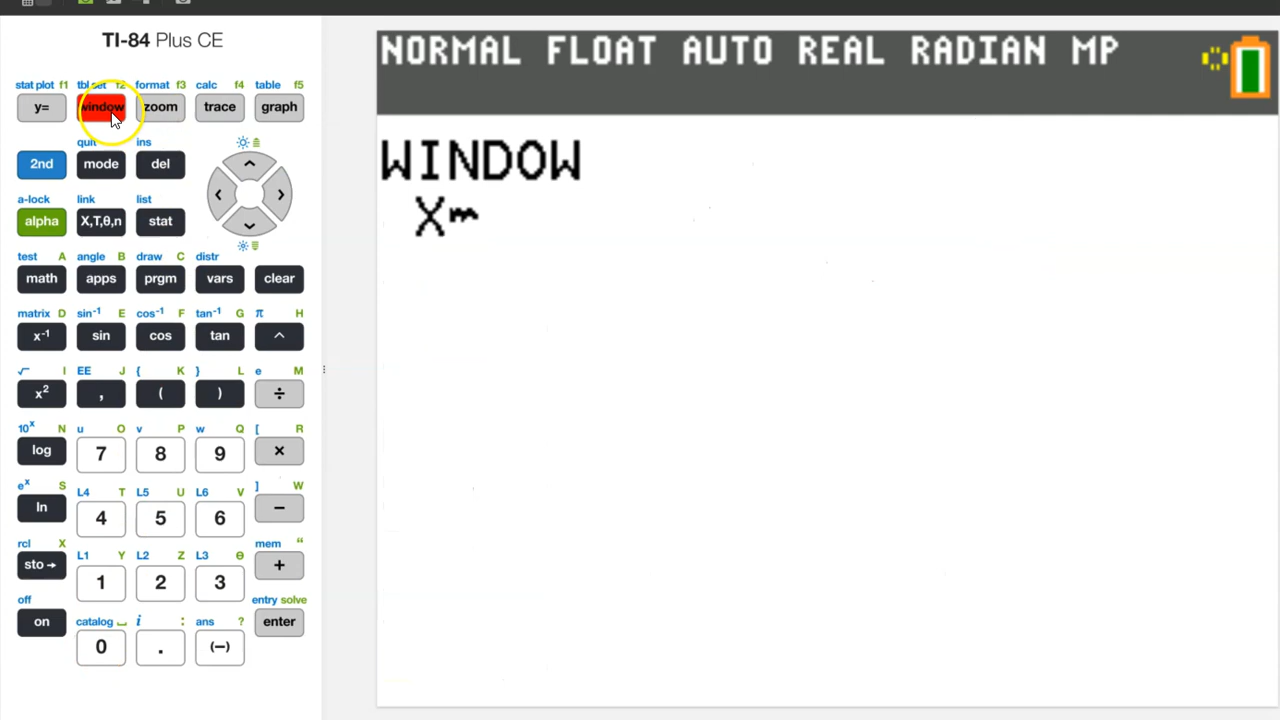 TI-84 Plus CE
stat plot f1 tbl set f2 format f3 calc f4 table f5
y= window zoom trace graph
quit ins
2nd mode del
a-lock link list
alpha X,T,θ,n stat
test A angle B draw C distr
math apps prgm vars clear
matrix D sin⁻¹ E cos⁻¹ F tan⁻¹ G π H
x⁻¹ sin cos tan ^
√ I EE J { K } L e M
x² , ( ) ÷
10ˣ N u O v P w Q [ R
log 7 8 9 ×
eˣ S L4 T L5 U L6 V ] W
ln 4 5 6 −
rcl X L1 Y L2 Z L3 θ mem “
sto→ 1 2 3 +
off catalog i : ans ? entry solve
on 0 . (−) enter
NORMAL FLOAT AUTO REAL RADIAN MP
WINDOW